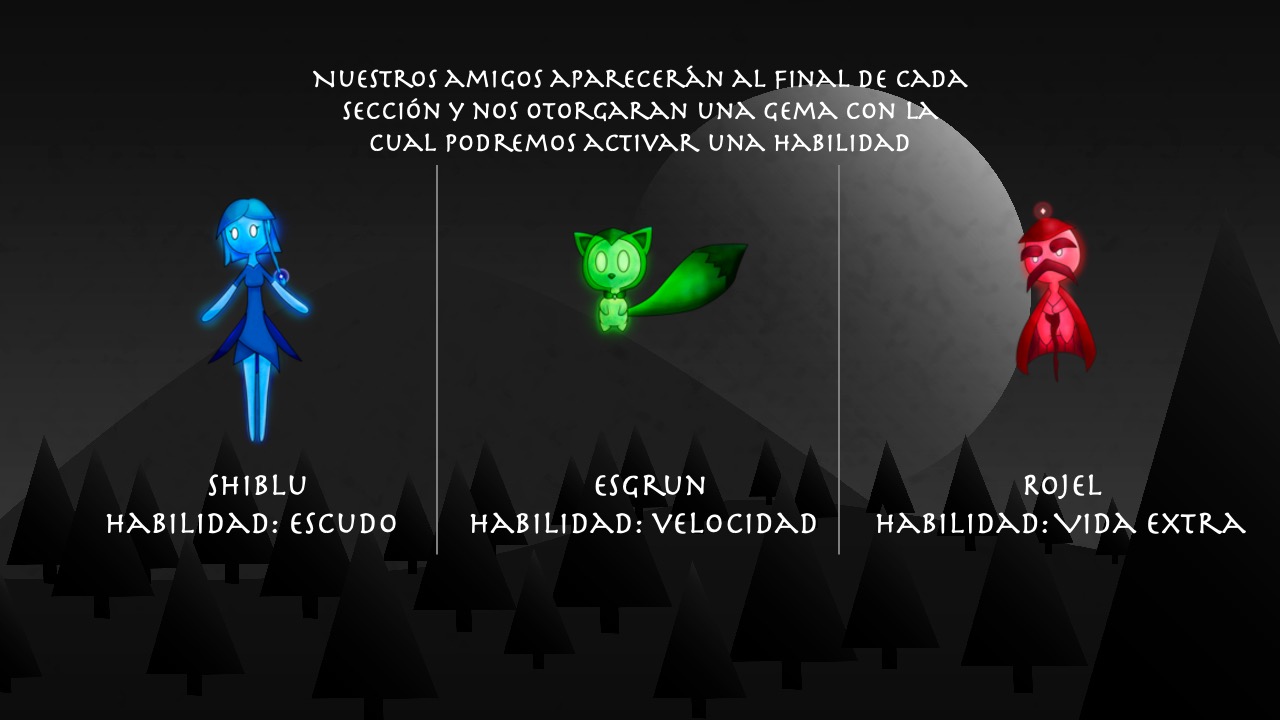 Nuestros amigos aparecerán al final de cada
sección y nos otorgaran una gema con la
cual podremos activar una habilidad
Shiblu
Habilidad: Escudo
Esgrun
Habilidad: Velocidad
Rojel
Habilidad: Vida extra